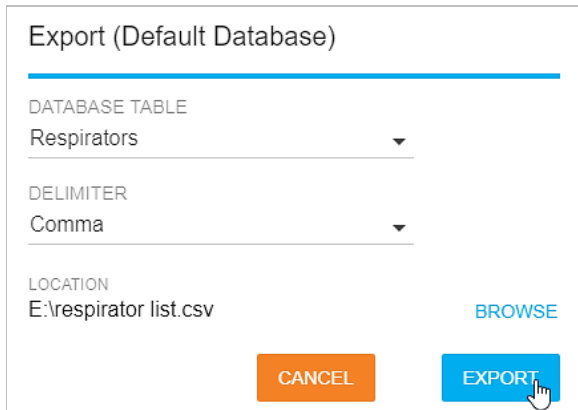 Export (Default Database)
DATABASE TABLE
Respirators
DELIMITER
Comma
LOCATION
E:\respirator list.csv
BROWSE
CANCEL
EXPORT